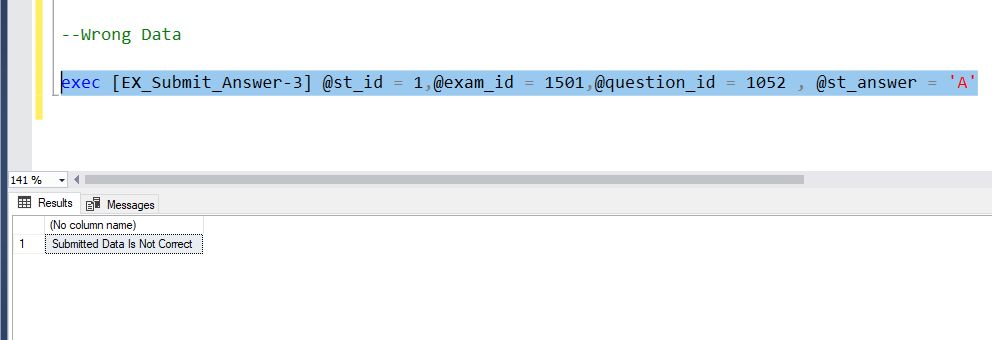 --Wrong Data
exec [EX_Submit_Answer-3] @st_id = 1,@exam_id = 1501,@question_id = 1052 , @st_answer = 'A'
141 %
Results Messages
(No column name)
1 Submitted Data Is Not Correct